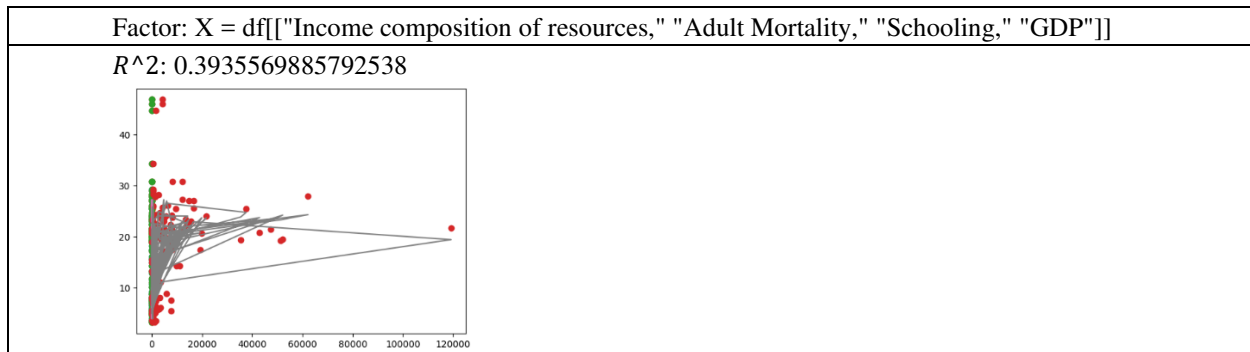 Factor: X = df[["Income composition of resources," "Adult Mortality," "Schooling," "GDP"]]
R^2: 0.3935569885792538
40
30
20
10
0 20000 40000 60000 80000 100000 120000